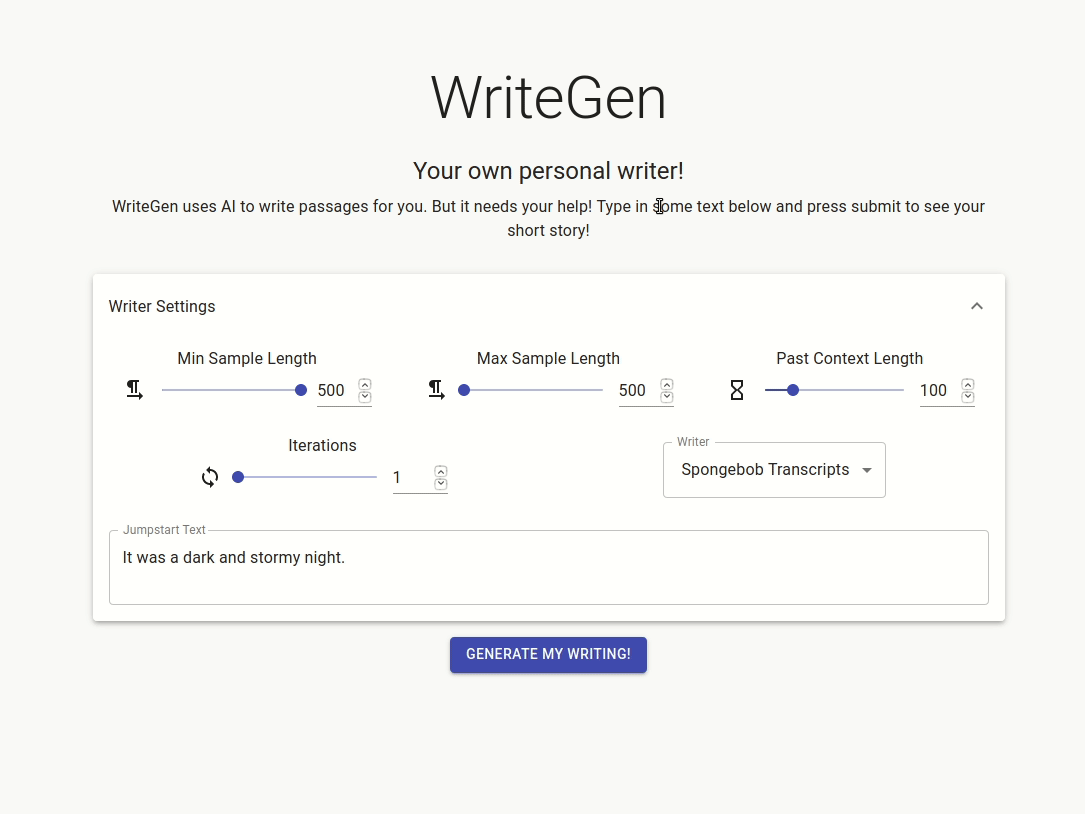 WriteGen
Your own personal writer!
WriteGen uses AI to write passages for you. But it needs your help! Type in some text below and press submit to see your
short story!
Writer Settings
Min Sample Length
Max Sample Length
Past Context Length
500
500
100
Iterations
1
Writer
Spongebob Transcripts
Jumpstart Text
It was a dark and stormy night.
GENERATE MY WRITING!